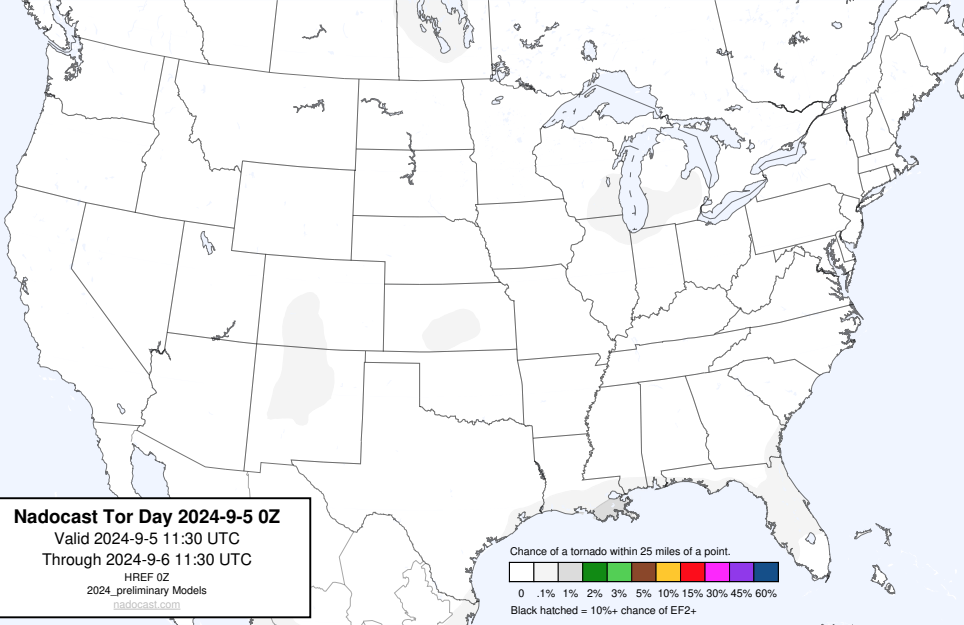 Nadocast Tor Day 2024-9-5 0Z
Valid 2024-9-5 11:30 UTC
Through 2024-9-6 11:30 UTC
HREF 0Z
2024_preliminary Models
nadocast.com
Chance of a tornado within 25 miles of a point.
0 .1% 1% 2% 3% 5% 10% 15% 30% 45% 60%
Black hatched = 10%+ chance of EF2+